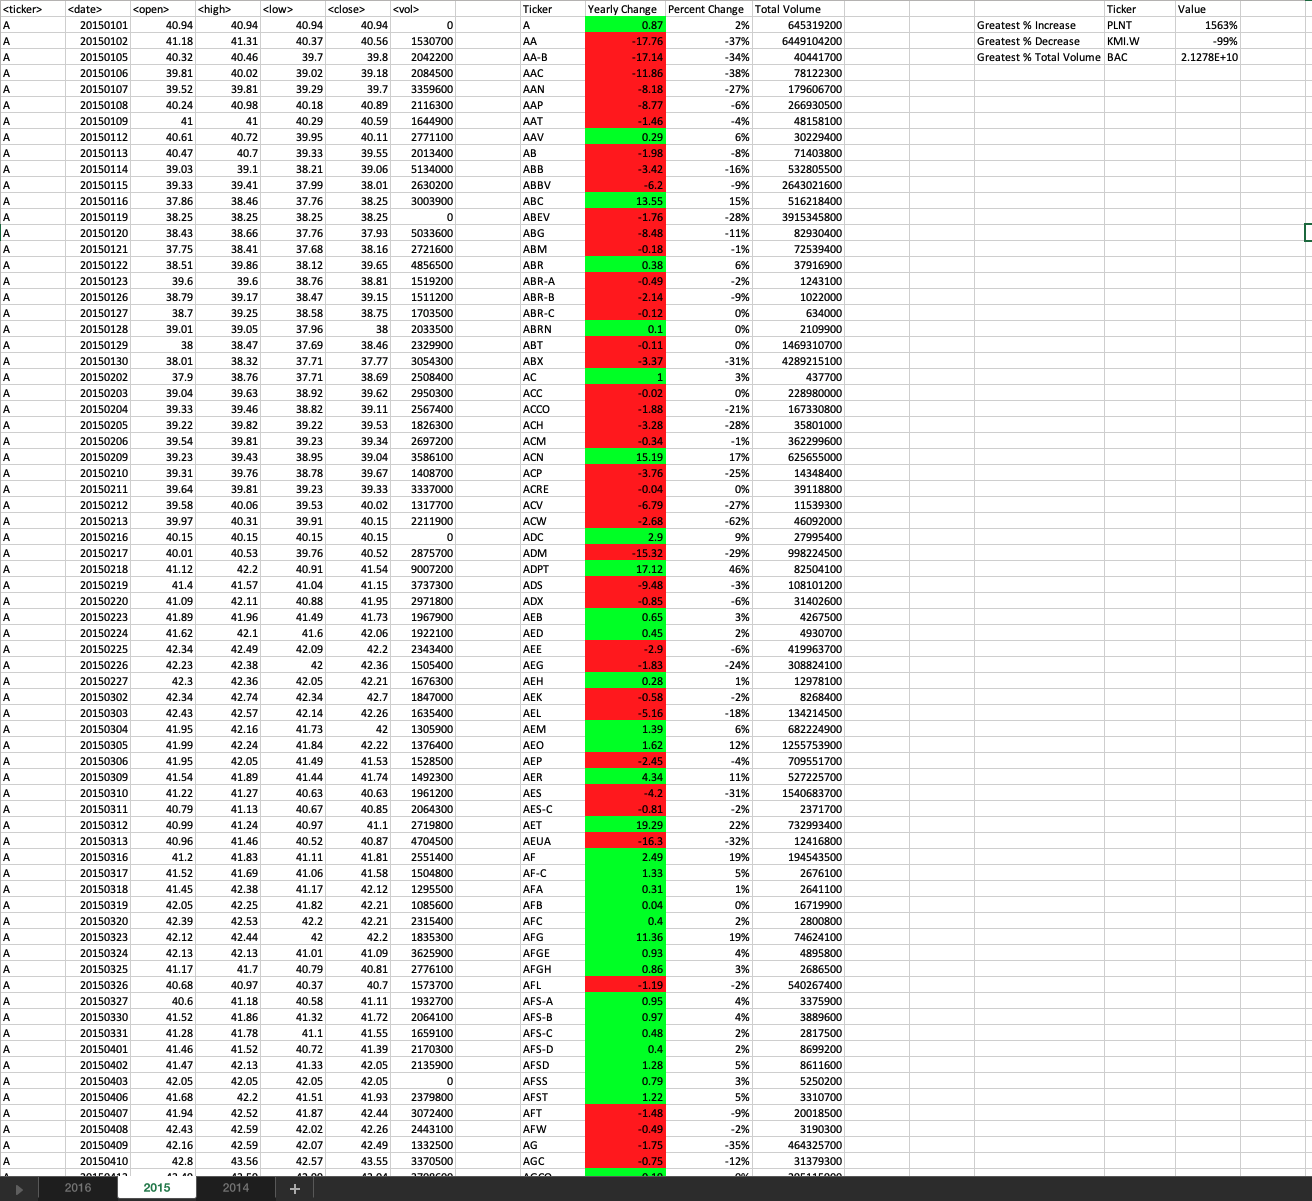 <ticker> <date> <open> <high> <low> <close> <vol> Ticker Yearly Change Percent Change Total Volume Ticker Value
A 20150101 40.94 40.94 40.94 40.94 0 A 0.87 2% 645319200 Greatest % Increase PLNT 1563%
A 20150102 41.18 41.31 40.37 40.56 1530700 AA -17.76 -37% 6449104200 Greatest % Decrease KMI.W -99%
A 20150105 40.32 40.46 39.7 39.8 2042200 AA-B -17.14 -34% 40441700 Greatest % Total Volume BAC 2.1278E+10
A 20150106 39.81 40.02 39.02 39.18 2084500 AAC -11.86 -38% 78122300
A 20150107 39.52 39.81 39.29 39.7 3359600 AAN -8.18 -27% 179606700
A 20150108 40.24 40.98 40.18 40.89 2116300 AAP -8.77 -6% 266930500
A 20150109 41 41 40.29 40.59 1644900 AAT -1.46 -4% 48158100
A 20150112 40.61 40.72 39.95 40.11 2771100 AAV 0.29 6% 30229400
A 20150113 40.47 40.7 39.33 39.55 2013400 AB -1.98 -8% 71403800
A 20150114 39.03 39.1 38.21 39.06 5134000 ABB -3.42 -16% 532805500
A 20150115 39.33 39.41 37.99 38.01 2630200 ABBV -6.2 -9% 2643021600
A 20150116 37.86 38.46 37.76 38.25 3003900 ABC 13.55 15% 516218400
A 20150119 38.25 38.25 38.25 38.25 0 ABEV -1.76 -28% 3915345800
A 20150120 38.43 38.66 37.76 37.93 5033600 ABG -8.48 -11% 82930400
A 20150121 37.75 38.41 37.68 38.16 2721600 ABM -0.18 -1% 72539400
A 20150122 38.51 39.86 38.12 39.65 4856500 ABR 0.38 6% 37916900
A 20150123 39.6 39.6 38.76 38.81 1519200 ABR-A -0.49 -2% 1243100
A 20150126 38.79 39.17 38.47 39.15 1511200 ABR-B -2.14 -9% 1022000
A 20150127 38.7 39.25 38.58 38.75 1703500 ABR-C -0.12 0% 634000
A 20150128 39.01 39.05 37.96 38 2033500 ABRN 0.1 0% 2109900
A 20150129 38 38.47 37.69 38.46 2329900 ABT -0.11 0% 1469310700
A 20150130 38.01 38.32 37.71 37.77 3054300 ABX -3.37 -31% 4289215100
A 20150202 37.9 38.76 37.71 38.69 2508400 AC 1 3% 437700
A 20150203 39.04 39.63 38.92 39.62 2950300 ACC -0.02 0% 228980000
A 20150204 39.33 39.46 38.82 39.11 2567400 ACCO -1.88 -21% 167330800
A 20150205 39.22 39.82 39.22 39.53 1826300 ACH -3.28 -28% 35801000
A 20150206 39.54 39.81 39.23 39.34 2697200 ACM -0.34 -1% 362299600
A 20150209 39.23 39.43 38.95 39.04 3586100 ACN 15.19 17% 625655000
A 20150210 39.31 39.76 38.78 39.67 1408700 ACP -3.76 -25% 14348400
A 20150211 39.64 39.81 39.23 39.33 3337000 ACRE -0.04 0% 39118800
A 20150212 39.58 40.06 39.53 40.02 1317700 ACV -6.79 -27% 11539300
A 20150213 39.97 40.31 39.91 40.15 2211900 ACW -2.68 -62% 46092000
A 20150216 40.15 40.15 40.15 40.15 0 ADC 2.9 9% 27995400
A 20150217 40.01 40.53 39.76 40.52 2875700 ADM -15.32 -29% 998224500
A 20150218 41.12 42.2 40.91 41.54 9007200 ADPT 17.12 46% 82504100
A 20150219 41.4 41.57 41.04 41.15 3737300 ADS -9.48 -3% 108101200
A 20150220 41.09 42.11 40.88 41.95 2971800 ADX -0.85 -6% 31402600
A 20150223 41.89 41.96 41.49 41.73 1967900 AEB 0.65 3% 4267500
A 20150224 41.62 42.1 41.6 42.06 1922100 AED 0.45 2% 4930700
A 20150225 42.34 42.49 42.09 42.2 2343400 AEE -2.9 -6% 419963700
A 20150226 42.23 42.38 42 42.36 1505400 AEG -1.83 -24% 308824100
A 20150227 42.3 42.36 42.05 42.21 1676300 AEH 0.28 1% 12978100
A 20150302 42.34 42.74 42.34 42.7 1847000 AEK -0.58 -2% 8268400
A 20150303 42.43 42.57 42.14 42.26 1635400 AEL -5.16 -18% 134214500
A 20150304 41.95 42.16 41.73 42 1305900 AEM 1.39 6% 682224900
A 20150305 41.99 42.24 41.84 42.22 1376400 AEO 1.62 12% 1255753900
A 20150306 41.95 42.05 41.49 41.53 1528500 AEP -2.45 -4% 709551700
A 20150309 41.54 41.89 41.44 41.74 1492300 AER 4.34 11% 527225700
A 20150310 41.22 41.27 40.63 40.63 1961200 AES -4.2 -31% 1540683700
A 20150311 40.79 41.13 40.67 40.85 2064300 AES-C -0.81 -2% 2371700
A 20150312 40.99 41.24 40.97 41.1 2719800 AET 19.29 22% 732993400
A 20150313 40.96 41.46 40.52 40.87 4704500 AEUA -16.3 -32% 12416800
A 20150316 41.2 41.83 41.11 41.81 2551400 AF 2.49 19% 194543500
A 20150317 41.52 41.69 41.06 41.58 1504800 AF-C 1.33 5% 2676100
A 20150318 41.45 42.38 41.17 42.12 1295500 AFA 0.31 1% 2641100
A 20150319 42.05 42.25 41.82 42.21 1085600 AFB 0.04 0% 16719900
A 20150320 42.39 42.53 42.2 42.21 2315400 AFC 0.4 2% 2800800
A 20150323 42.12 42.44 42 42.2 1835300 AFG 11.36 19% 74624100
A 20150324 42.13 42.13 41.01 41.09 3625900 AFGE 0.93 4% 4895800
A 20150325 41.17 41.7 40.79 40.81 2776100 AFGH 0.86 3% 2686500
A 20150326 40.68 40.97 40.37 40.7 1573700 AFL -1.19 -2% 540267400
A 20150327 40.6 41.18 40.58 41.11 1932700 AFS-A 0.95 4% 3375900
A 20150330 41.52 41.86 41.32 41.72 2064100 AFS-B 0.97 4% 3889600
A 20150331 41.28 41.78 41.1 41.55 1659100 AFS-C 0.48 2% 2817500
A 20150401 41.46 41.52 40.72 41.39 2170300 AFS-D 0.4 2% 8699200
A 20150402 41.47 42.13 41.33 42.05 2135900 AFSD 1.28 5% 8611600
A 20150403 42.05 42.05 42.05 42.05 0 AFSS 0.79 3% 5250200
A 20150406 41.68 42.2 41.51 41.93 2379800 AFST 1.22 5% 3310700
A 20150407 41.94 42.52 41.87 42.44 3072400 AFT -1.48 -9% 20018500
A 20150408 42.43 42.59 42.02 42.26 2443100 AFW -0.49 -2% 3190300
A 20150409 42.16 42.59 42.07 42.49 1332500 AG -1.75 -35% 464325700
A 20150410 42.8 43.56 42.57 43.55 3370500 AGC -0.75 -12% 31379300
2016 2015 2014 +